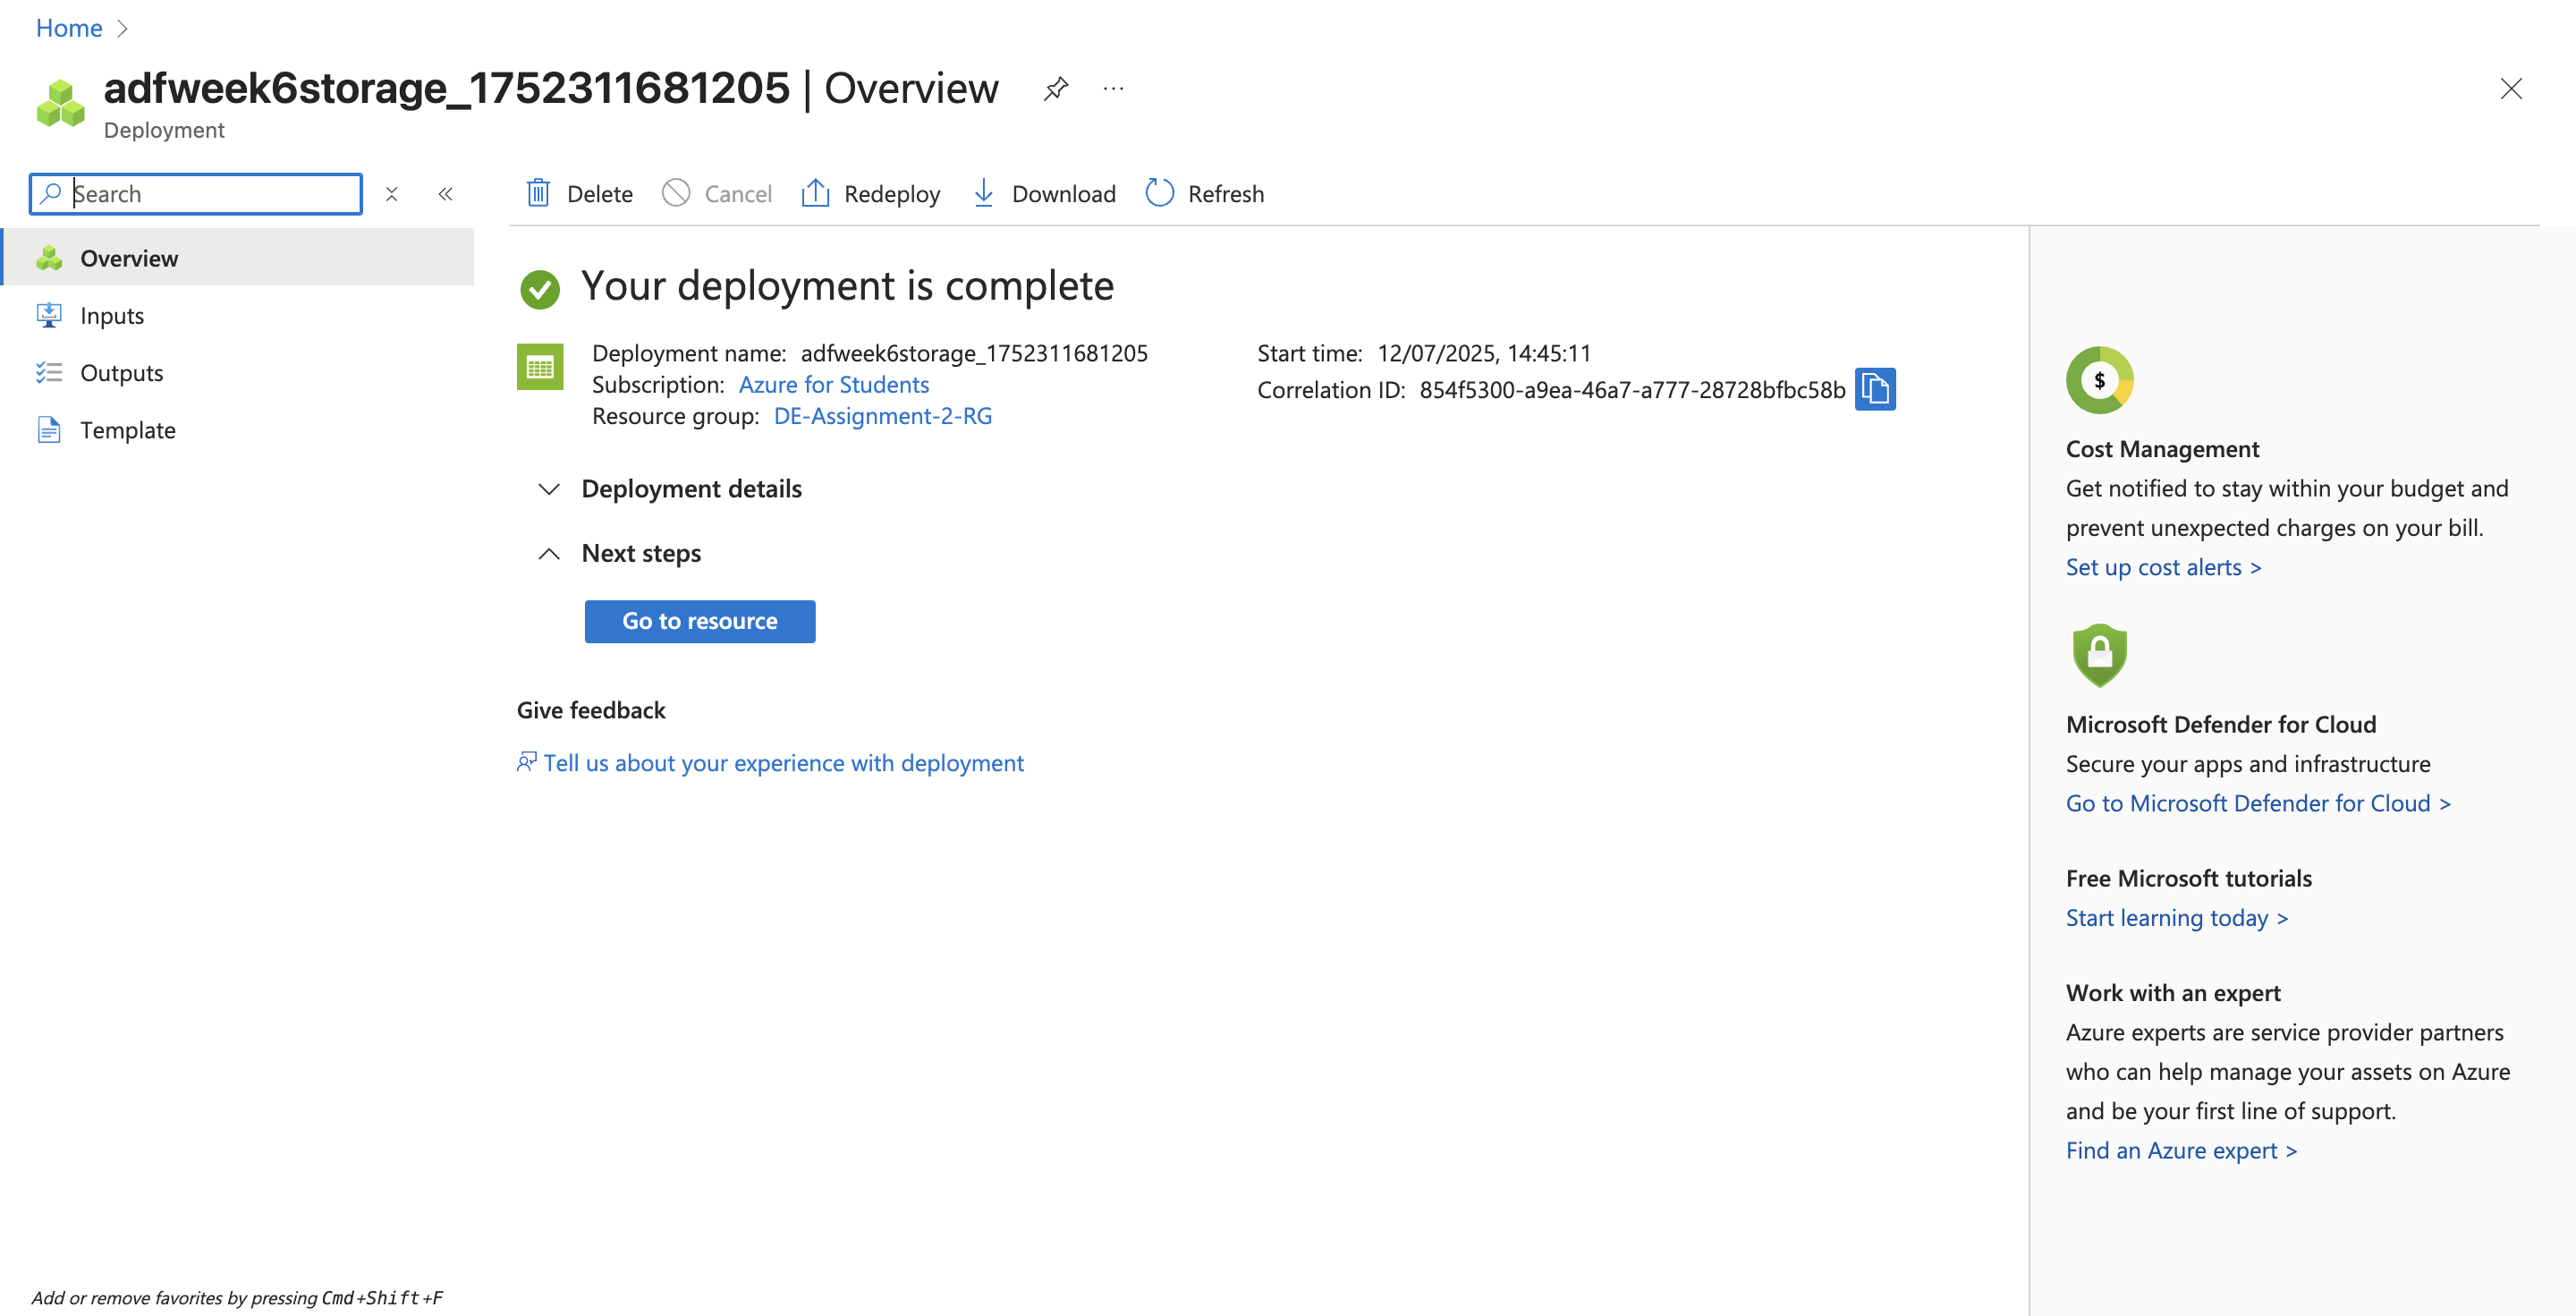 Home
adfweek6storage_1752311681205 | Overview
Deployment
Search
Overview
Inputs
Outputs
Template
Delete
Cancel
Redeploy
Download
Refresh
Your deployment is complete
Deployment name: adfweek6storage_1752311681205
Subscription: Azure for Students
Resource group: DE-Assignment-2-RG
Start time: 12/07/2025, 14:45:11
Correlation ID: 854f5300-a9ea-46a7-a777-28728bfbc58b
Deployment details
Next steps
Go to resource
Give feedback
Tell us about your experience with deployment
$
Cost Management
Get notified to stay within your budget and
prevent unexpected charges on your bill.
Set up cost alerts >
Microsoft Defender for Cloud
Secure your apps and infrastructure
Go to Microsoft Defender for Cloud >
Free Microsoft tutorials
Start learning today >
Work with an expert
Azure experts are service provider partners
who can help manage your assets on Azure
and be your first line of support.
Find an Azure expert >
Add or remove favorites by pressing Cmd+Shift+F